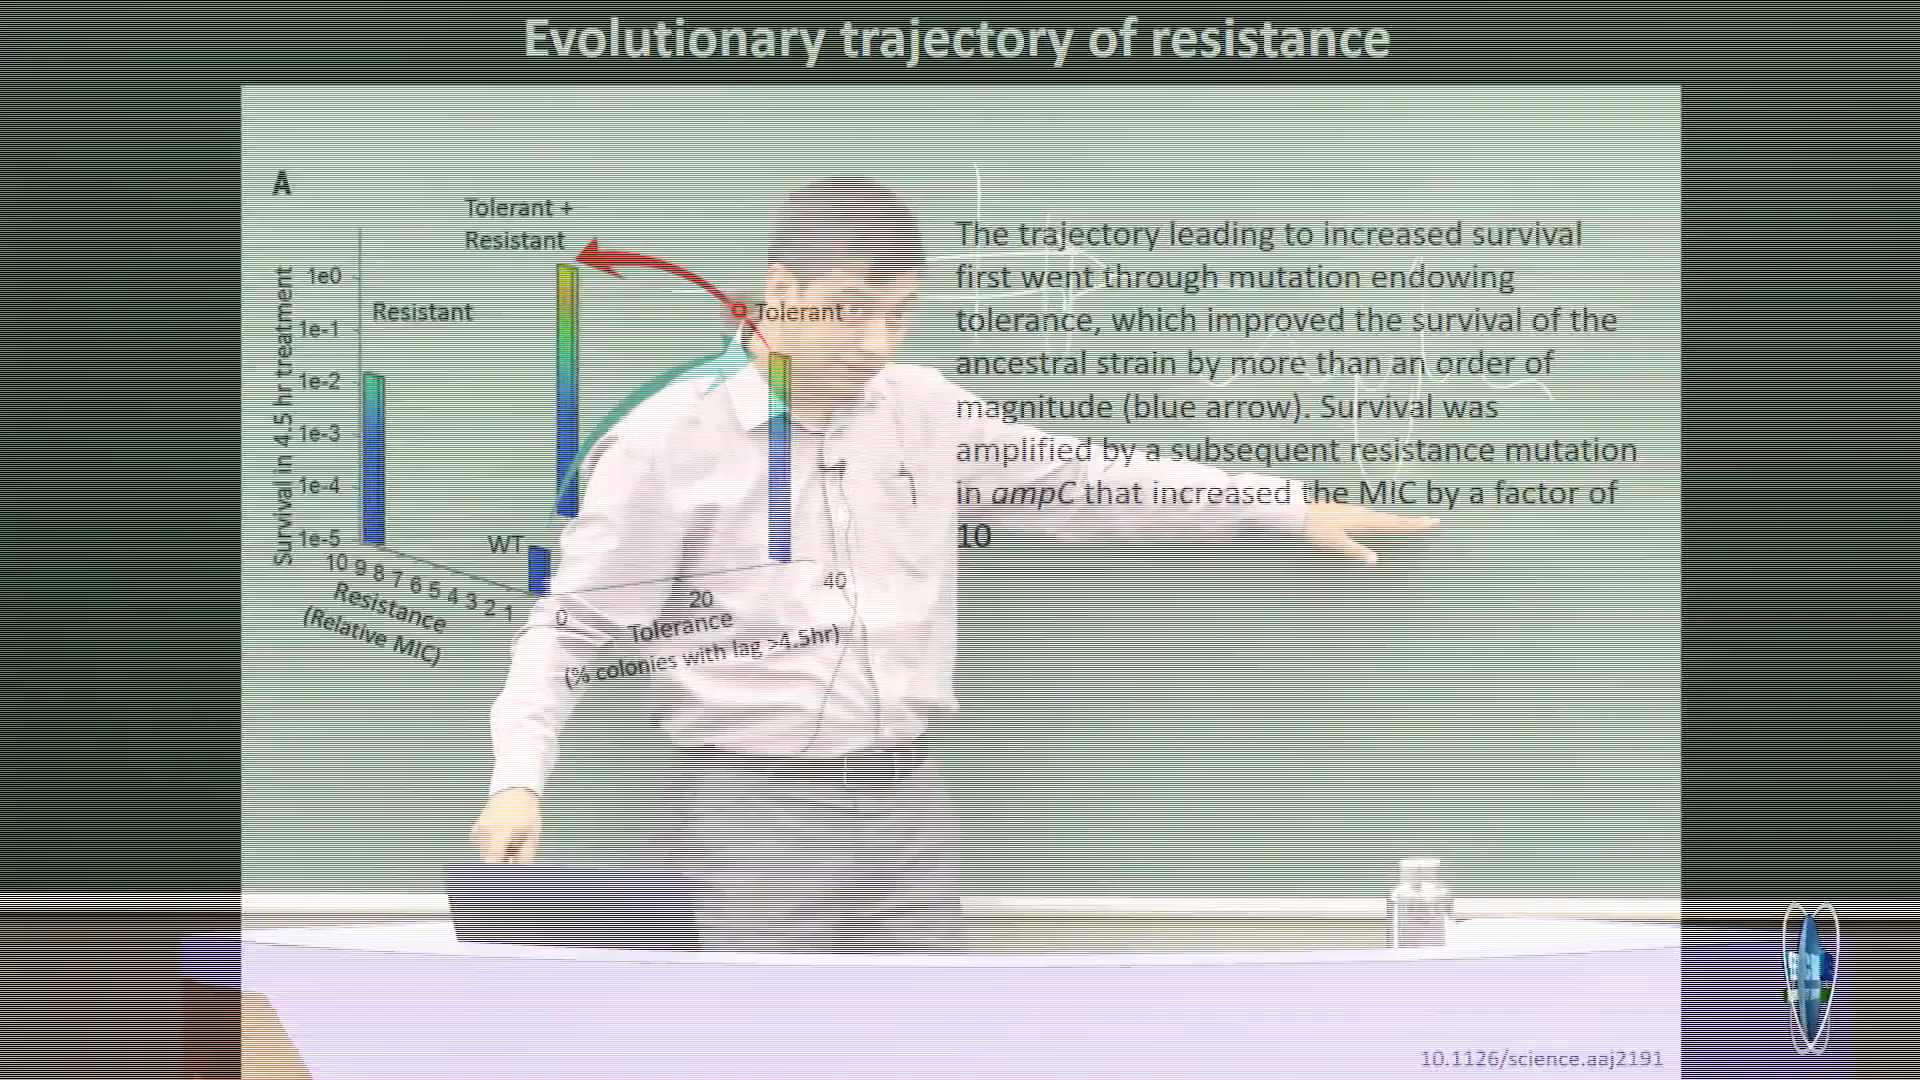 Evolutionary trajectory of resistance
A
Tolerant +
Resistant
Resistant
Tolerant
WT
Survival in 4.5 hr treatment
1e0
1e-1
1e-2
1e-3
1e-4
1e-5
10 9 8 7 6 5 4 3 2 1
Resistance
(Relative MIC)
0
20
40
Tolerance
(% colonies with lag >4.5hr)
The trajectory leading to increased survival
first went through mutation endowing
tolerance, which improved the survival of the
ancestral strain by more than an order of
magnitude (blue arrow). Survival was
amplified by a subsequent resistance mutation
in ampC that increased the MIC by a factor of
10
10.1126/science.aaj2191